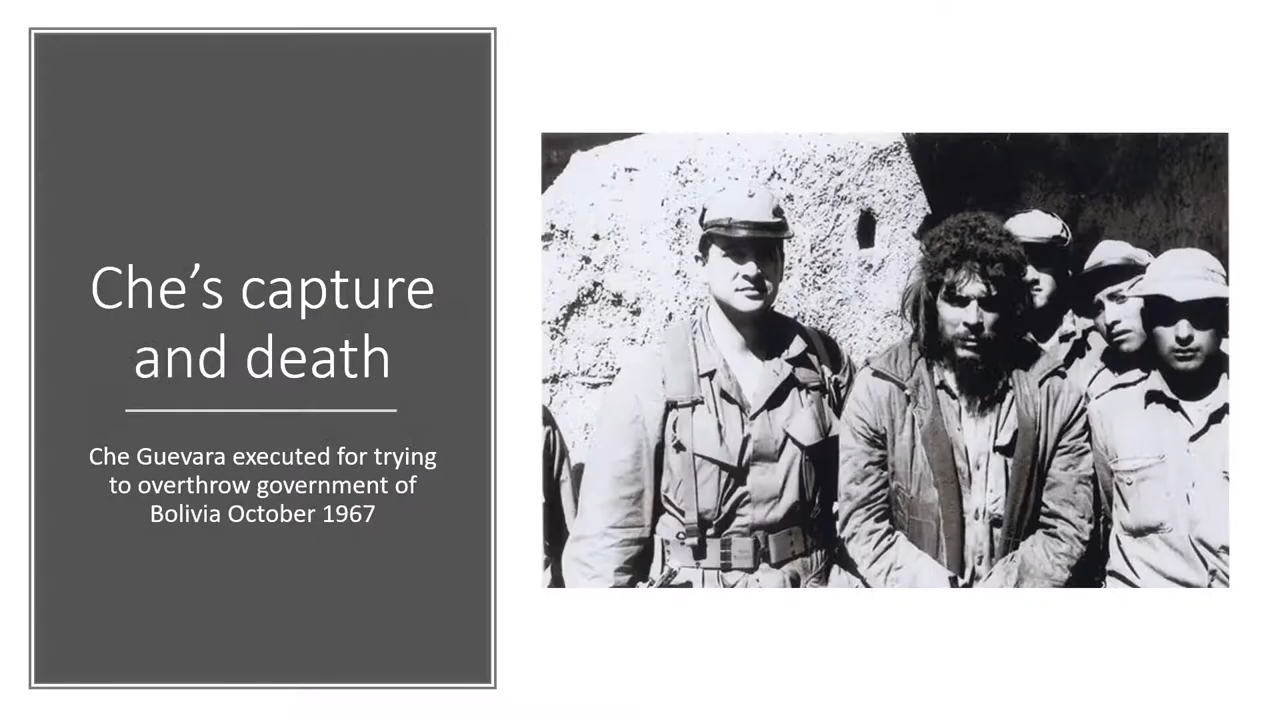 Che’s capture
and death
Che Guevara executed for trying
to overthrow government of
Bolivia October 1967